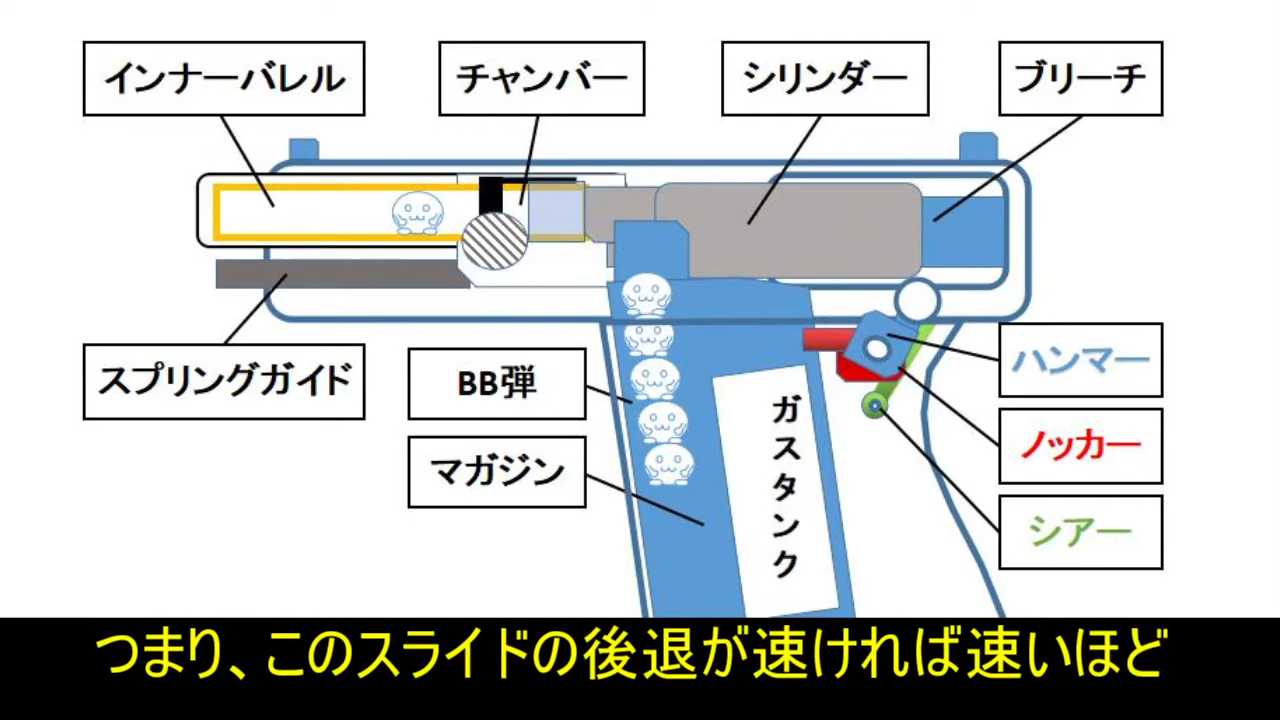 インナーバレル
チャンバー
シリンダー
ブリーチ
スプリングガイド
BB弾
マガジン
ガスタンク
ハンマー
ノッカー
シアー
つまり、このスライドの後退が速ければ速いほど